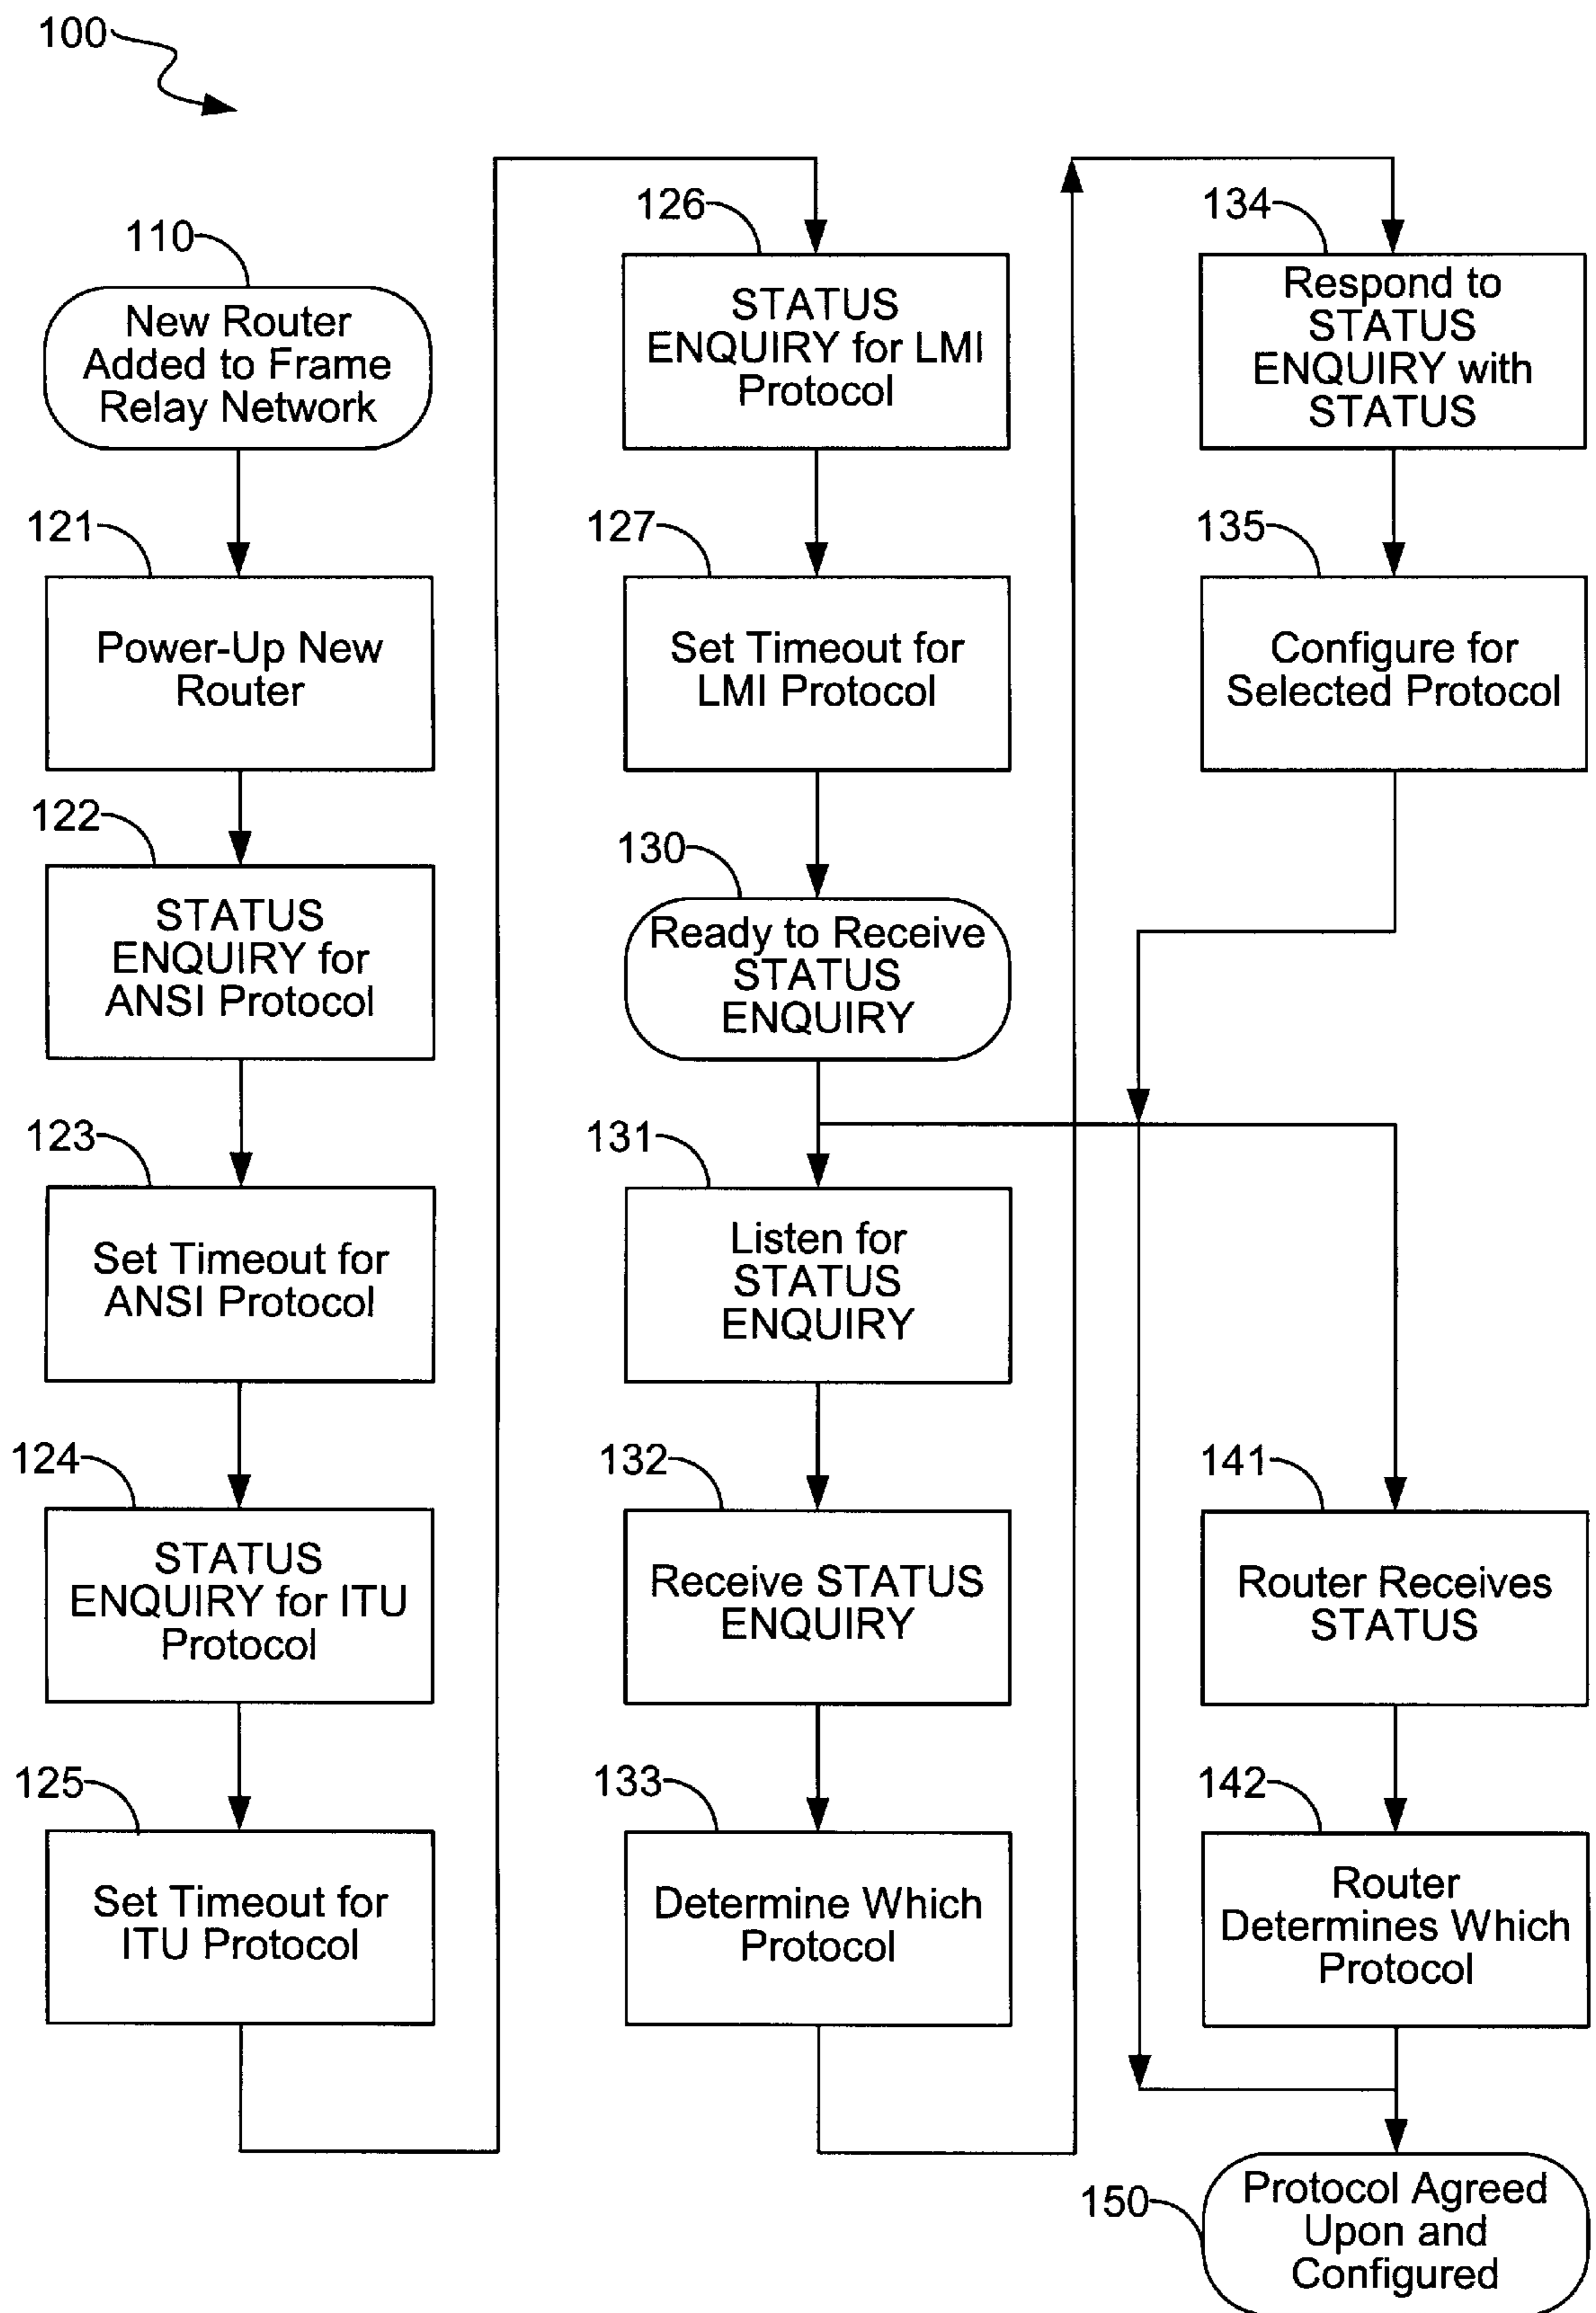 100
110
New Router
Added to Frame
Relay Network
121
Power-Up New
Router
122
STATUS
ENQUIRY for
ANSI Protocol
123
Set Timeout for
ANSI Protocol
124
STATUS
ENQUIRY for ITU
Protocol
125
Set Timeout for
ITU Protocol
126
STATUS
ENQUIRY for LMI
Protocol
127
Set Timeout for
LMI Protocol
130
Ready to Receive
STATUS
ENQUIRY
131
Listen for
STATUS
ENQUIRY
132
Receive STATUS
ENQUIRY
133
Determine Which
Protocol
134
Respond to
STATUS
ENQUIRY with
STATUS
135
Configure for
Selected Protocol
141
Router Receives
STATUS
142
Router
Determines Which
Protocol
150
Protocol Agreed
Upon and
Configured